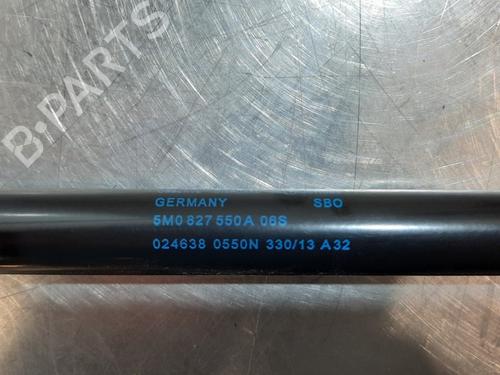 B-PARTS
GERMANY SBO
5M0 827 550A 06S
024638 0550N 330/13 A32